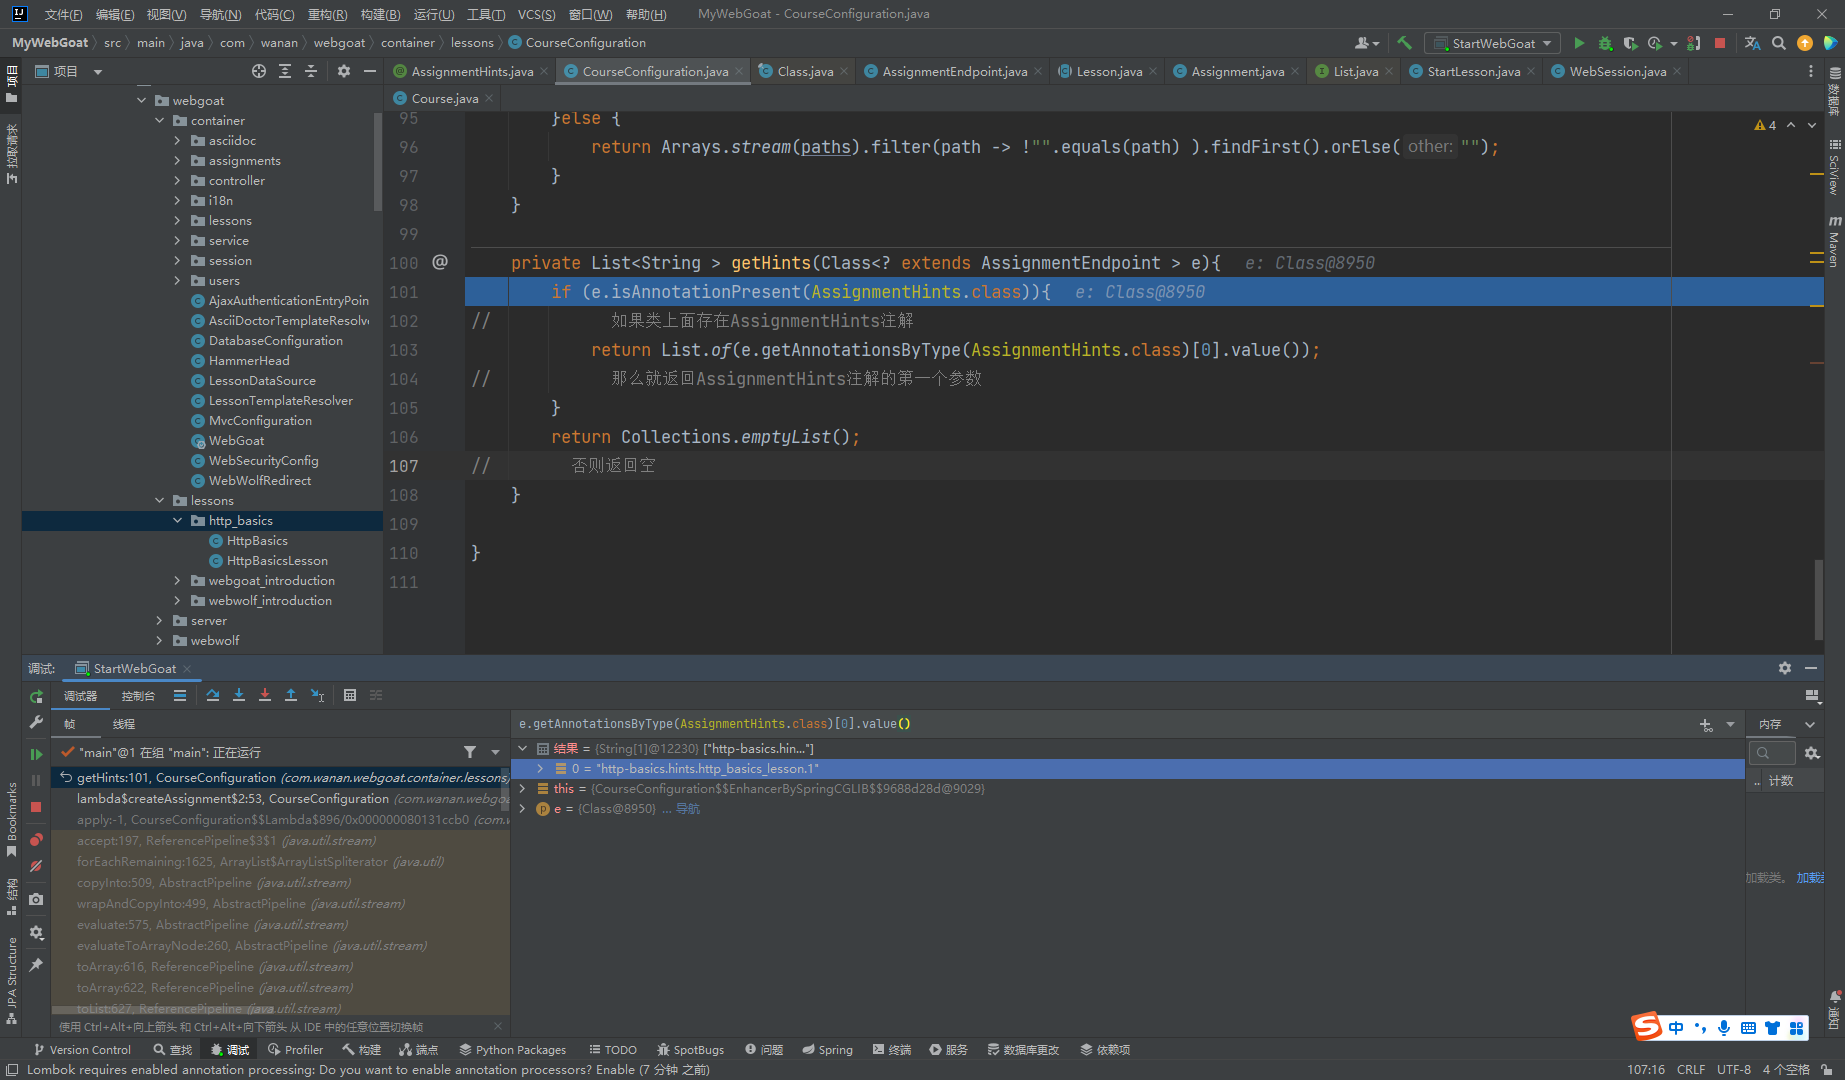 文件(F) 编辑(E) 视图(V) 导航(N) 代码(C) 重构(R) 构建(B) 运行(U) 工具(T) VCS(S) 窗口(W) 帮助(H) MyWebGoat - CourseConfiguration.java
MyWebGoat src main java com wanan webgoat container lessons CourseConfiguration StartWebGoat
项目
AssignmentHints.java CourseConfiguration.java Class.java AssignmentEndpoint.java Lesson.java Assignment.java List.java StartLesson.java WebSession.java
Course.java
项目
拉取请求
Bookmarks
结构
JPA Structure
webgoat
container
asciidoc
assignments
controller
i18n
lessons
service
session
users
AjaxAuthenticationEntryPoin
AsciiDoctorTemplateResolve
DatabaseConfiguration
HammerHead
LessonDataSource
LessonTemplateResolver
MvcConfiguration
WebGoat
WebSecurityConfig
WebWolfRedirect
lessons
http_basics
HttpBasics
HttpBasicsLesson
webgoat_introduction
webwolf_introduction
server
webwolf
4
95 }else {
96 return Arrays.stream(paths).filter(path -> !"".equals(path) ).findFirst().orElse( other: "");
97 }
98 }
99
100 @ private List<String > getHints(Class<? extends AssignmentEndpoint > e){ e: Class@8950
101 if (e.isAnnotationPresent(AssignmentHints.class)){ e: Class@8950
102 // 如果类上面存在AssignmentHints注解
103 return List.of(e.getAnnotationsByType(AssignmentHints.class)[0].value());
104 // 那么就返回AssignmentHints注解的第一个参数
105 }
106 return Collections.emptyList();
107 // 否则返回空
108 }
109
110 }
111
数据库
SciView
m Maven
通知
调试: StartWebGoat
调试器 控制台
帧 线程
"main"@1 在组 "main": 正在运行
getHints:101, CourseConfiguration (com.wanan.webgoat.container.lessons)
lambda$createAssignment$2:53, CourseConfiguration (com.wanan.webgoa
apply:-1, CourseConfiguration$$Lambda$896/0x000000080131ccb0 (com.w
accept:197, ReferencePipeline$3$1 (java.util.stream)
forEachRemaining:1625, ArrayList$ArrayListSpliterator (java.util)
copyInto:509, AbstractPipeline (java.util.stream)
wrapAndCopyInto:499, AbstractPipeline (java.util.stream)
evaluate:575, AbstractPipeline (java.util.stream)
evaluateToArrayNode:260, AbstractPipeline (java.util.stream)
toArray:616, ReferencePipeline (java.util.stream)
toArray:622, ReferencePipeline (java.util.stream)
toList:627, ReferencePipeline (java.util.stream)
使用 Ctrl+Alt+向上箭头 和 Ctrl+Alt+向下箭头 从 IDE 中的任意位置切换帧
e.getAnnotationsByType(AssignmentHints.class)[0].value()
结果 = {String[1]@12230} ["http-basics.hin..."]
0 = "http-basics.hints.http_basics_lesson.1"
this = {CourseConfiguration$$EnhancerBySpringCGLIB$$9688d28d@9029}
e = {Class@8950} ... 导航
内存
.. 计数
加载类。 加载
中
Version Control 查找 调试 Profiler 构建 端点 Python Packages TODO SpotBugs 问题 Spring 终端 服务 数据库更改 依赖项
Lombok requires enabled annotation processing: Do you want to enable annotation processors? Enable (7 分钟 之前) 107:16 CRLF UTF-8 4 个空格